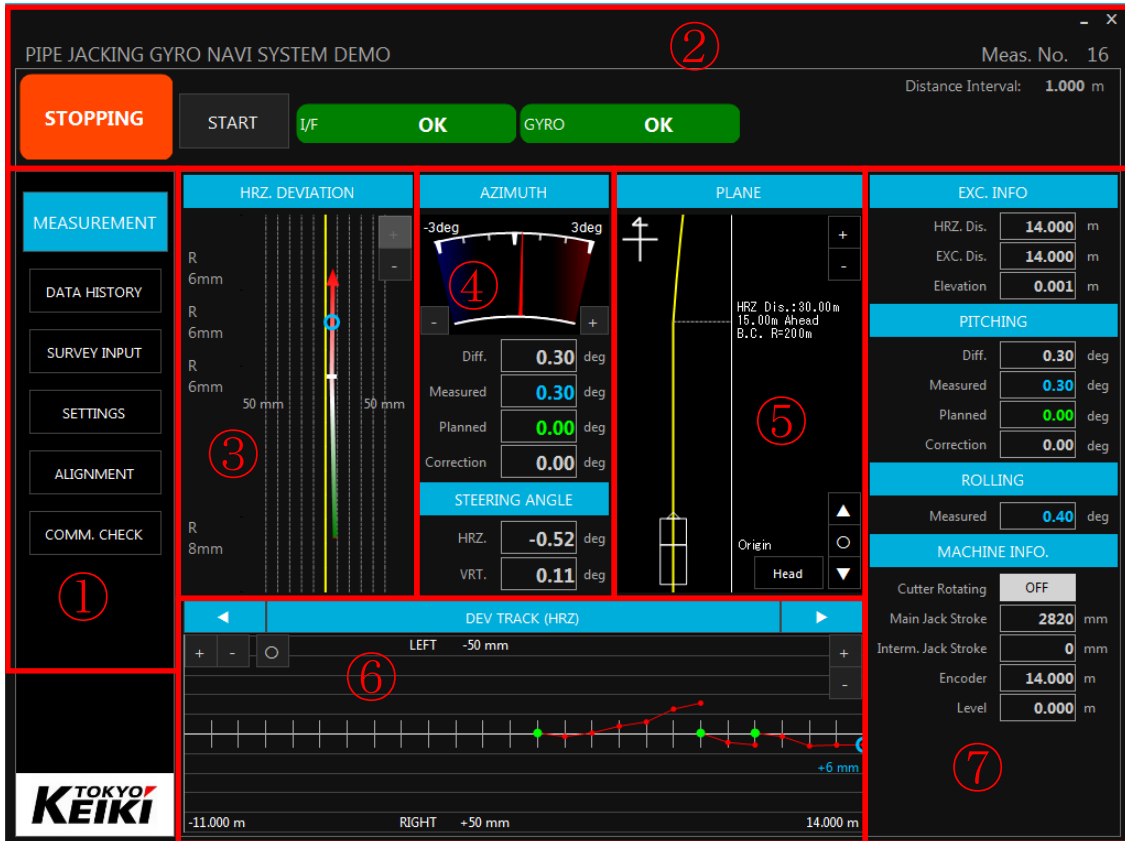 PIPE JACKING GYRO NAVI SYSTEM DEMO
②
Meas. No. 16
Distance Interval: 1.000 m
STOPPING
START
I/F OK
GYRO OK
MEASUREMENT
DATA HISTORY
SURVEY INPUT
SETTINGS
ALIGNMENT
COMM. CHECK
①
HRZ. DEVIATION
+
-
R
6mm
R
6mm
R
6mm
50 mm 50 mm
③
R
8mm
AZIMUTH
-3deg 3deg
④
- +
Diff. 0.30 deg
Measured 0.30 deg
Planned 0.00 deg
Correction 0.00 deg
STEERING ANGLE
HRZ. -0.52 deg
VRT. 0.11 deg
PLANE
+
-
HRZ Dis.:30.00m
15.00m Ahead
B.C. R=200m
⑤
Origin
Head
EXC. INFO
HRZ. Dis. 14.000 m
EXC. Dis. 14.000 m
Elevation 0.001 m
PITCHING
Diff. 0.30 deg
Measured 0.30 deg
Planned 0.00 deg
Correction 0.00 deg
ROLLING
Measured 0.40 deg
MACHINE INFO.
Cutter Rotating OFF
Main Jack Stroke 2820 mm
Interm. Jack Stroke 0 mm
Encoder 14.000 m
Level 0.000 m
⑦
DEV TRACK (HRZ)
+ -
LEFT -50 mm
+
-
⑥
+6 mm
-11.000 m RIGHT +50 mm 14.000 m
TOKYO
KEIKI